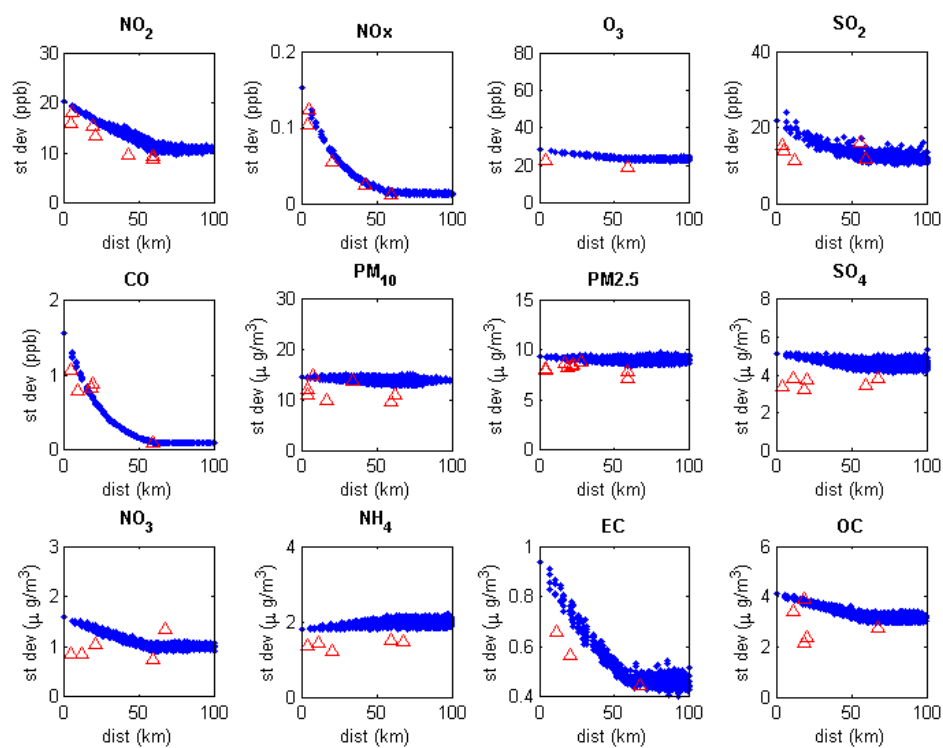 NO₂
NOx
O₃
SO₂
st dev (ppb)
30
20
10
0
0 50 100
dist (km)
st dev (ppb)
0.2
0.1
0
0 50 100
dist (km)
st dev (ppb)
80
60
40
20
0
0 50 100
dist (km)
st dev (ppb)
40
20
0
0 50 100
dist (km)
CO
PM₁₀
PM2.5
SO₄
st dev (ppb)
2
1
0
0 50 100
dist (km)
st dev (μ g/m³)
30
20
10
0
0 50 100
dist (km)
st dev (μ g/m³)
15
10
5
0
0 50 100
dist (km)
st dev (μ g/m³)
8
6
4
2
0
0 50 100
dist (km)
NO₃
NH₄
EC
OC
st dev (μ g/m³)
3
2
1
0
0 50 100
dist (km)
st dev (μ g/m³)
4
2
0
0 50 100
dist (km)
st dev (μ g/m³)
1
0.8
0.6
0.4
0 50 100
dist (km)
st dev (μ g/m³)
6
4
2
0
0 50 100
dist (km)